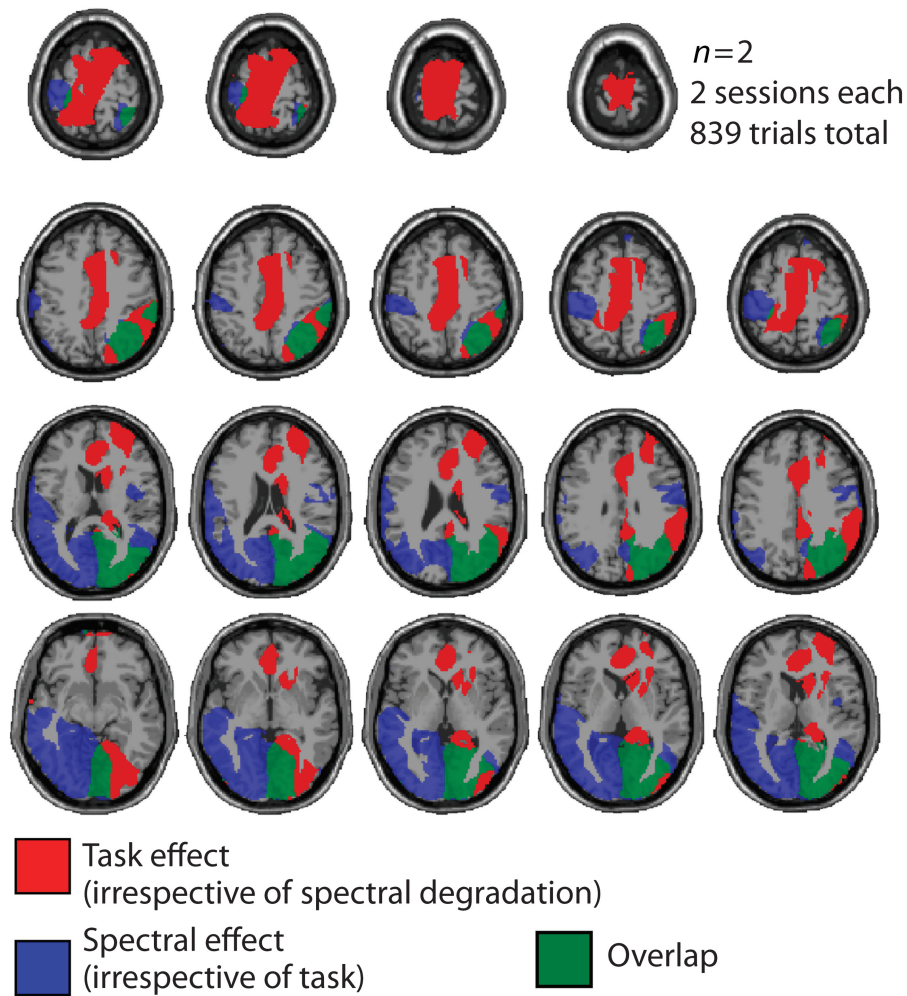 n=2
2 sessions each
839 trials total
Task effect
(irrespective of spectral degradation)
Spectral effect
(irrespective of task)
Overlap